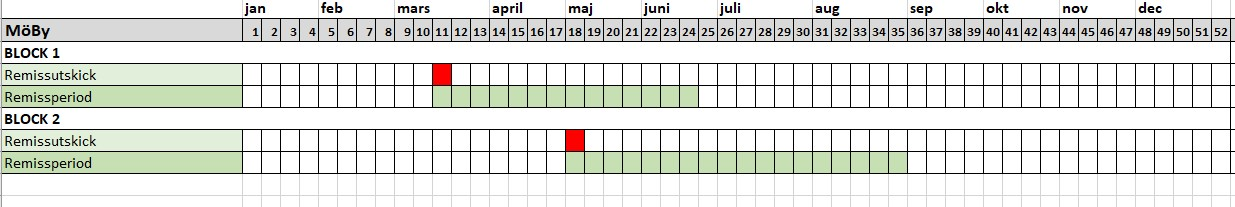 jan feb mars april maj juni juli aug sep okt nov dec
MöBy 1 2 3 4 5 6 7 8 9 10 11 12 13 14 15 16 17 18 19 20 21 22 23 24 25 26 27 28 29 30 31 32 33 34 35 36 37 38 39 40 41 42 43 44 45 46 47 48 49 50 51 52
BLOCK 1
Remissutskick
Remissperiod
BLOCK 2
Remissutskick
Remissperiod